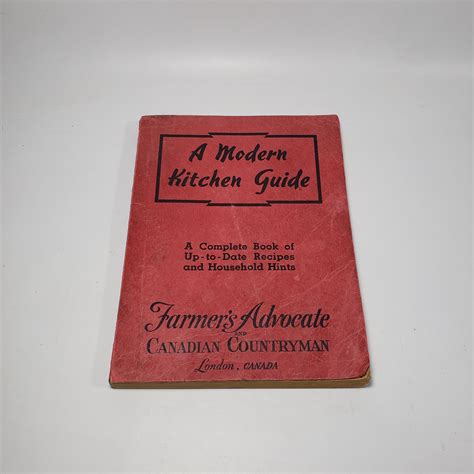 A Modern
Kitchen Guide
A Complete Book of
Up-to-Date Recipes
and Household Hints
Farmer's Advocate
AND
CANADIAN COUNTRYMAN
London, CANADA